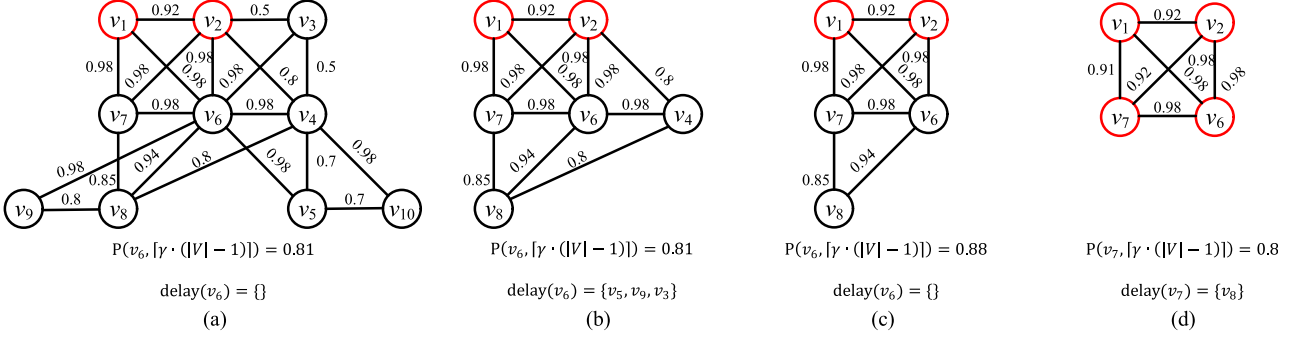 0.92 0.5 0.92 0.92 0.92
v1 v2 v3 v1 v2 v1 v2 v1 v2
0.98 0.98 0.98 0.98 0.98 0.8 0.5 0.98 0.98 0.98 0.98 0.98 0.8 0.98 0.98 0.98 0.98 0.91 0.92 0.98 0.98 0.98
v7 0.98 v6 0.98 v4 v7 0.98 v6 0.98 v4 v7 0.98 v6 v7 0.98 v6
0.98 0.85 0.94 0.8 0.98 0.7 0.98 0.85 0.94 0.8 0.85 0.94
v9 0.8 v8 v5 0.7 v10 v8 v8
P(v6, ⌈γ · (|V| − 1)⌉) = 0.81 P(v6, ⌈γ · (|V| − 1)⌉) = 0.81 P(v6, ⌈γ · (|V| − 1)⌉) = 0.88 P(v7, ⌈γ · (|V| − 1)⌉) = 0.8
delay(v6) = {} delay(v6) = {v5, v9, v3} delay(v6) = {} delay(v7) = {v8}
(a) (b) (c) (d)